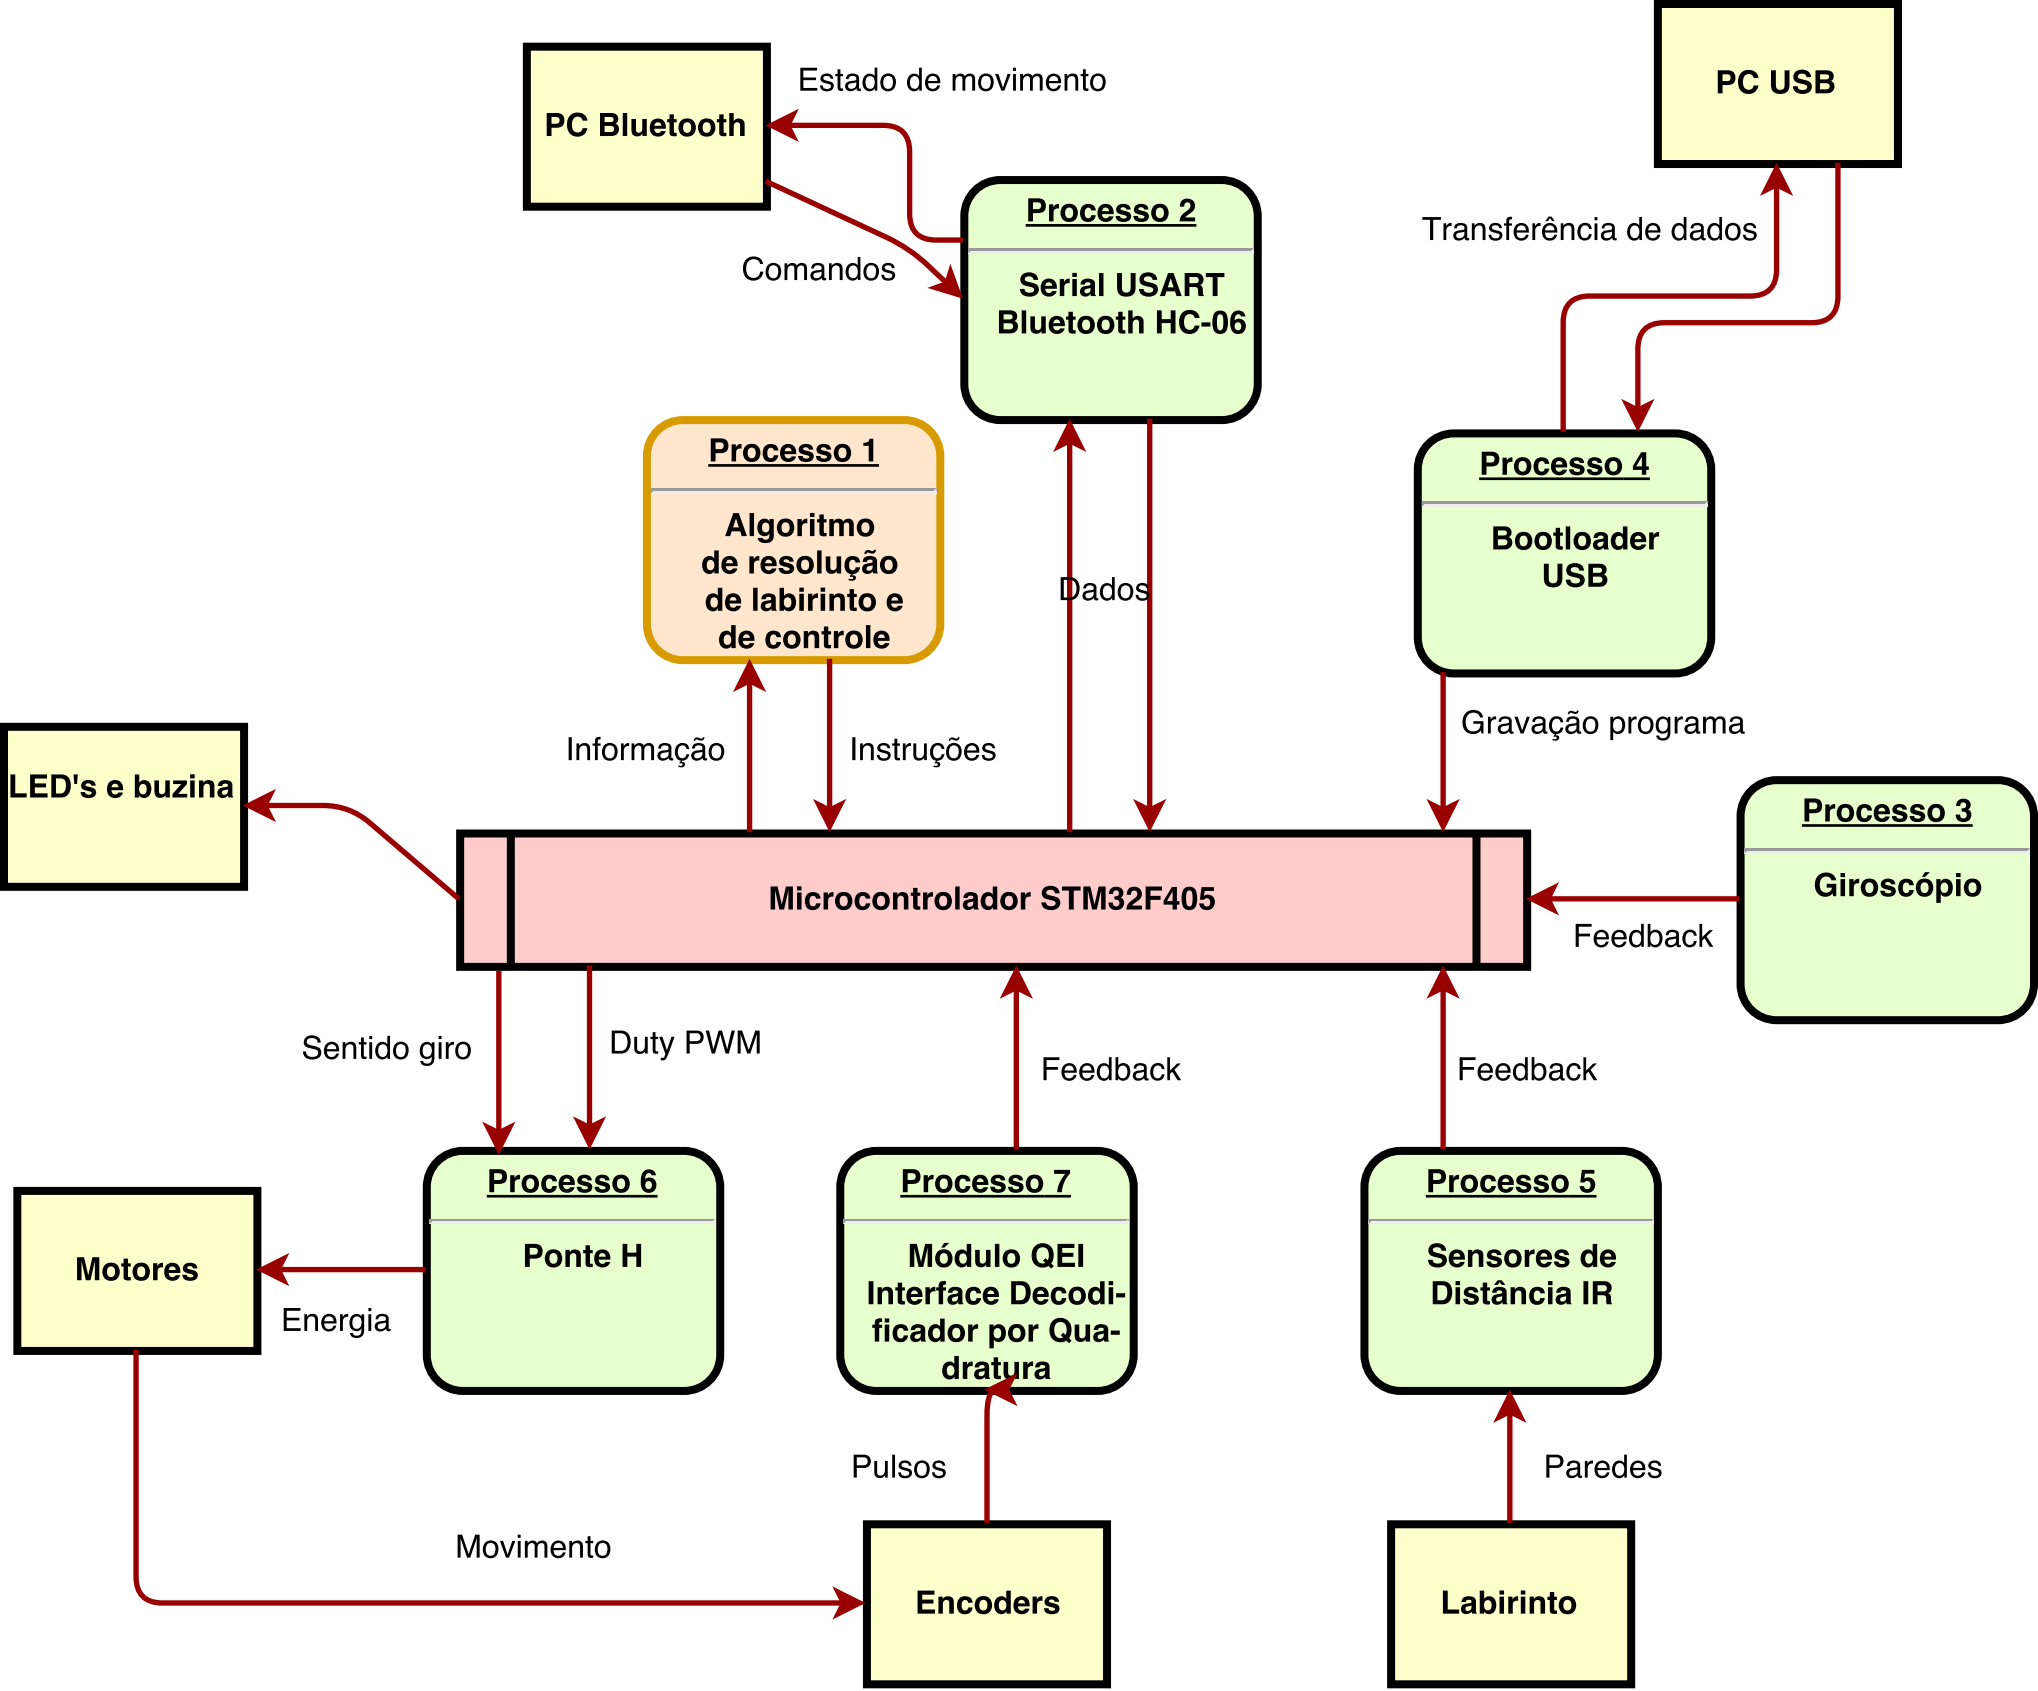 PC USB
Estado de movimento
PC Bluetooth
Processo 2
Transferência de dados
Comandos
Serial USART
Bluetooth HC-06
Processo 1
Algoritmo
de resolução
de labirinto e
de controle
Processo 4
Bootloader
USB
Dados
Informação
Instruções
Gravação programa
LED's e buzina
Processo 3
Giroscópio
Microcontrolador STM32F405
Feedback
Sentido giro
Duty PWM
Feedback
Feedback
Processo 6
Ponte H
Processo 7
Módulo QEI
Interface Decodi-
ficador por Qua-
dratura
Processo 5
Sensores de
Distância IR
Motores
Energia
Pulsos
Paredes
Movimento
Encoders
Labirinto